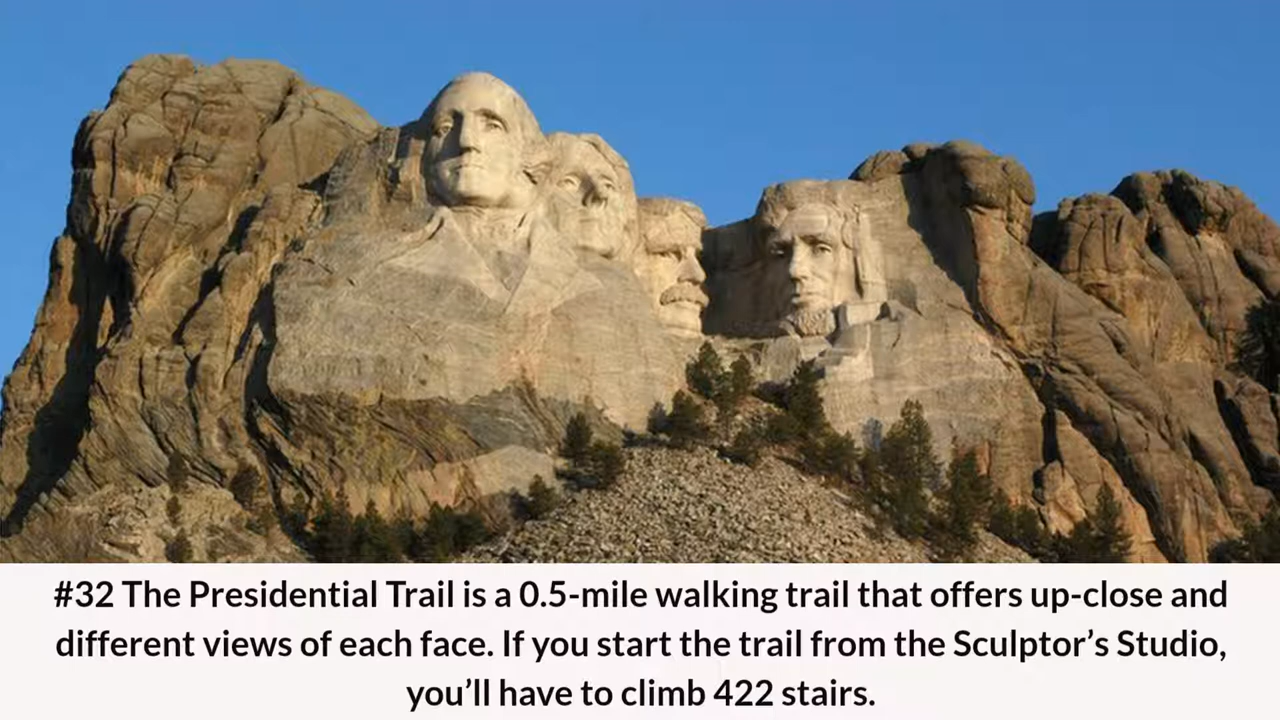 #32 The Presidential Trail is a 0.5-mile walking trail that offers up-close and
different views of each face. If you start the trail from the Sculptor’s Studio,
you’ll have to climb 422 stairs.